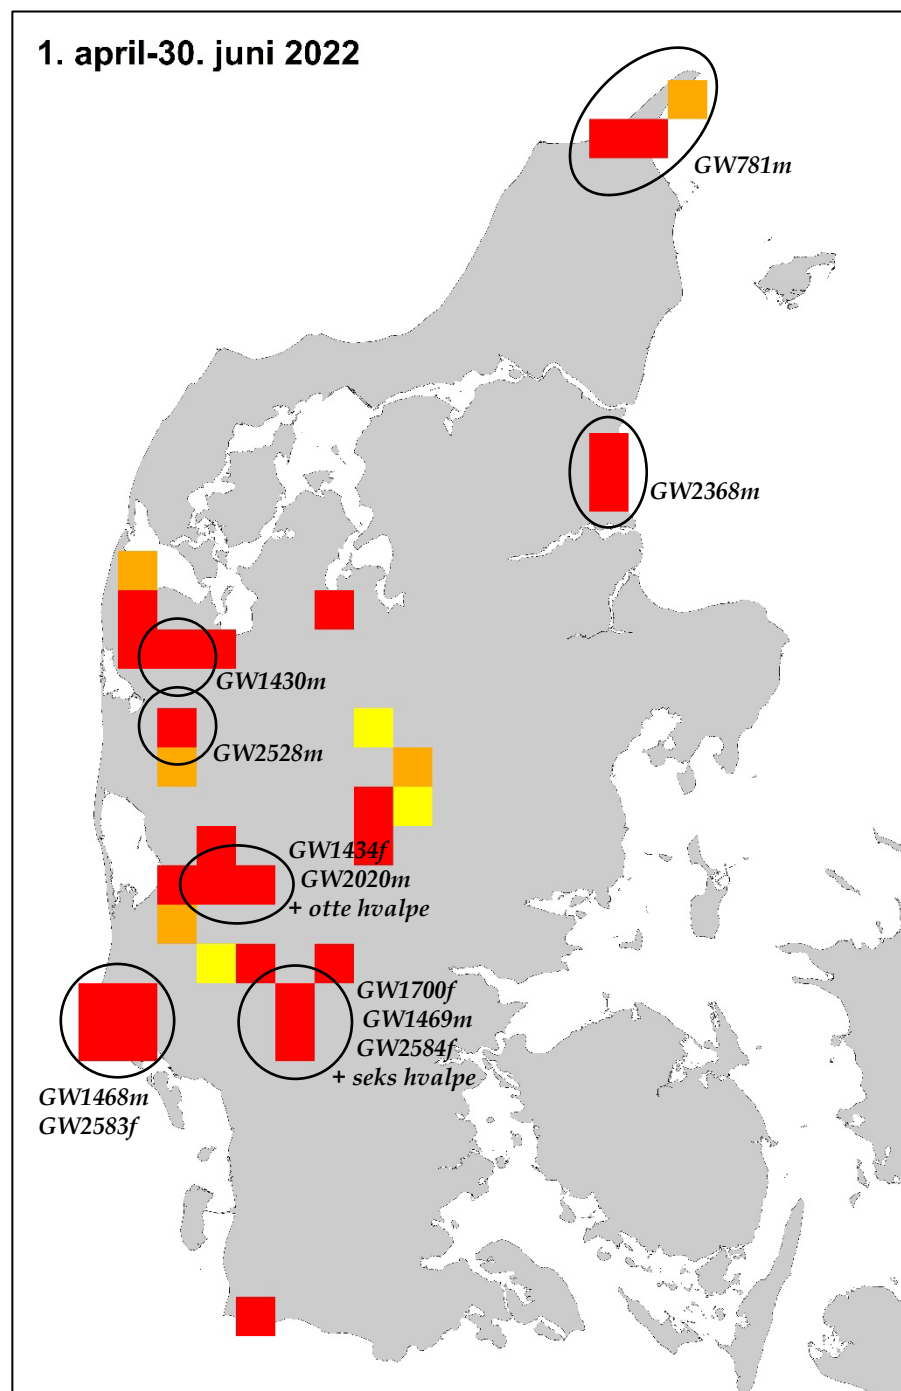 1. april-30. juni 2022
GW781m
GW2368m
GW1430m
GW2528m
GW1434f
GW2020m
+ otte hvalpe
GW1700f
GW1469m
GW2584f
+ seks hvalpe
GW1468m
GW2583f